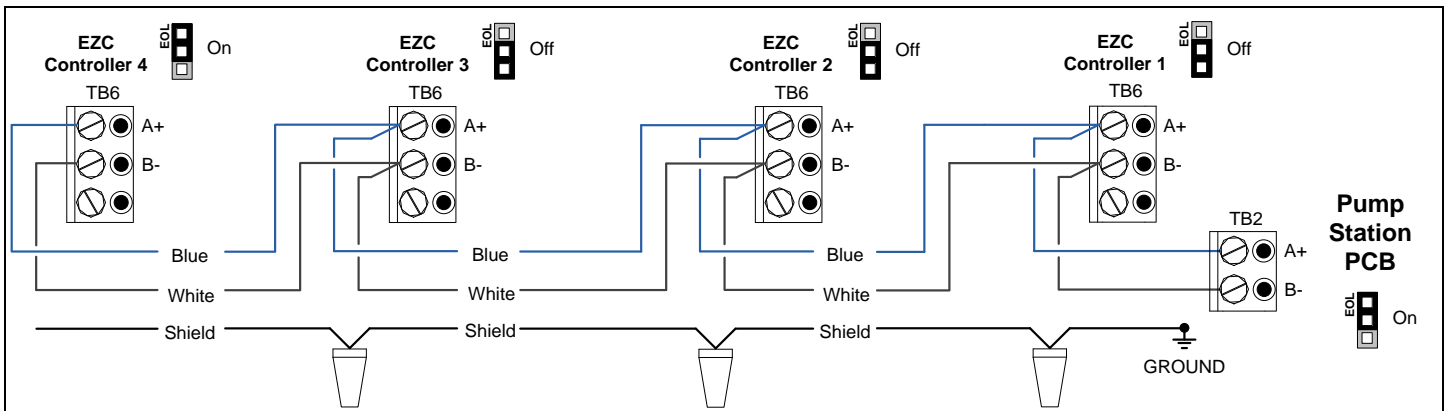 EZC
Controller 4
EOL
On
TB6
A+
B-
EZC
Controller 3
EOL
Off
TB6
A+
B-
EZC
Controller 2
EOL
Off
TB6
A+
B-
EZC
Controller 1
EOL
Off
TB6
A+
B-
TB2
A+
B-
Pump
Station
PCB
EOL
On
Blue
Blue
Blue
White
White
White
Shield
Shield
Shield
GROUND